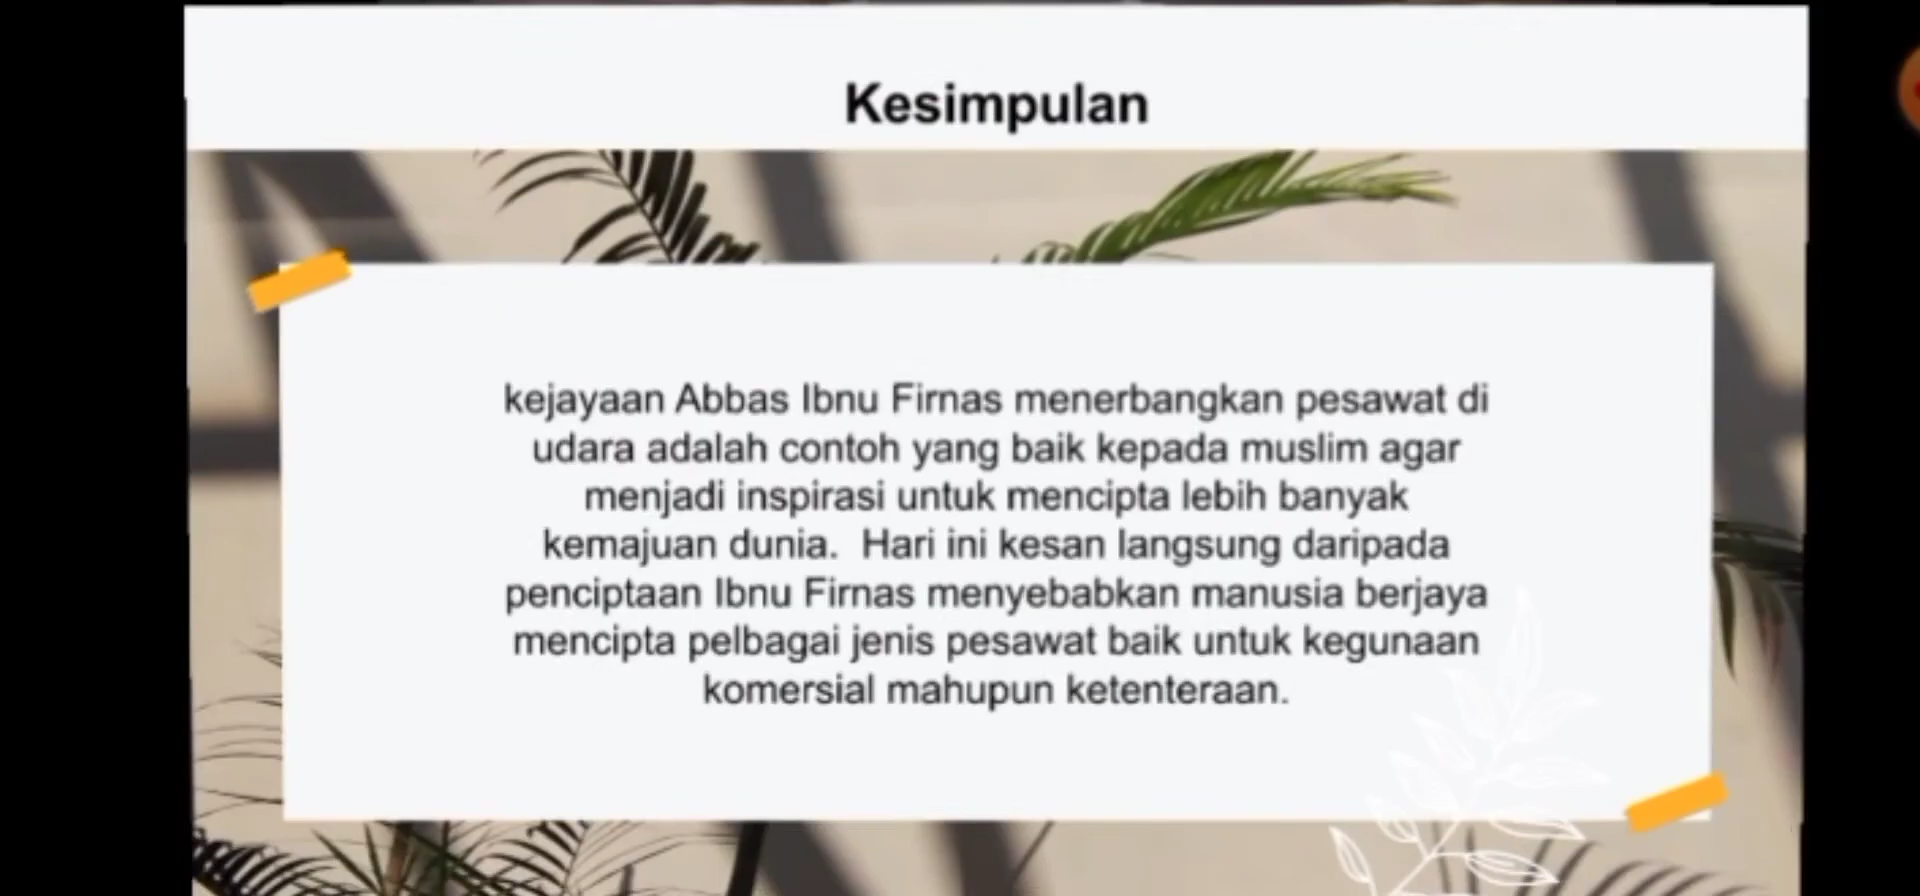 Kesimpulan
kejayaan Abbas Ibnu Firnas menerbangkan pesawat di
udara adalah contoh yang baik kepada muslim agar
menjadi inspirasi untuk mencipta lebih banyak
kemajuan dunia.  Hari ini kesan langsung daripada
penciptaan Ibnu Firnas menyebabkan manusia berjaya
mencipta pelbagai jenis pesawat baik untuk kegunaan
komersial mahupun ketenteraan.